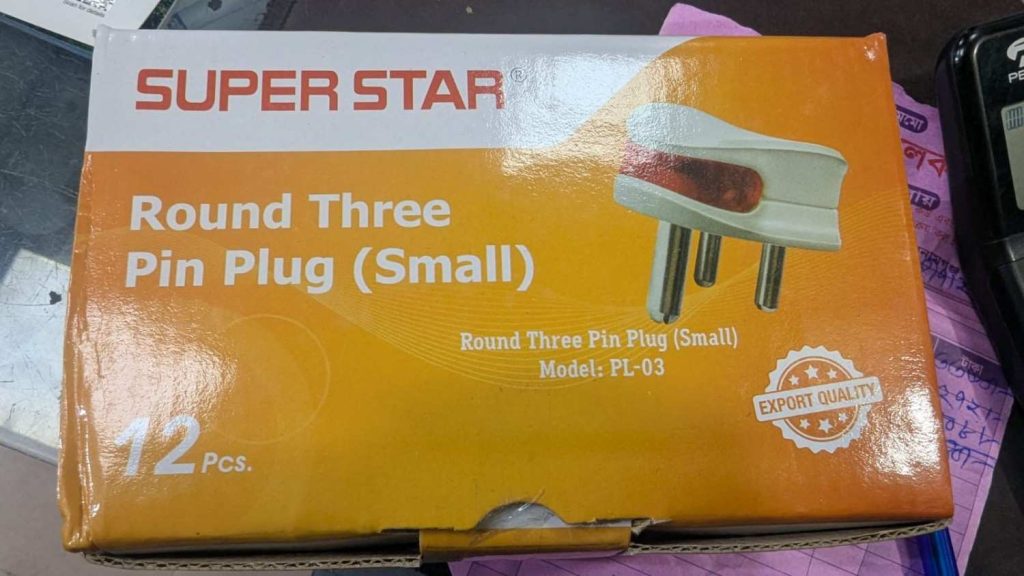 SUPER STAR®
Round Three
Pin Plug (Small)
Round Three Pin Plug (Small)
Model: PL-03
EXPORT QUALITY
12 Pcs.
PE